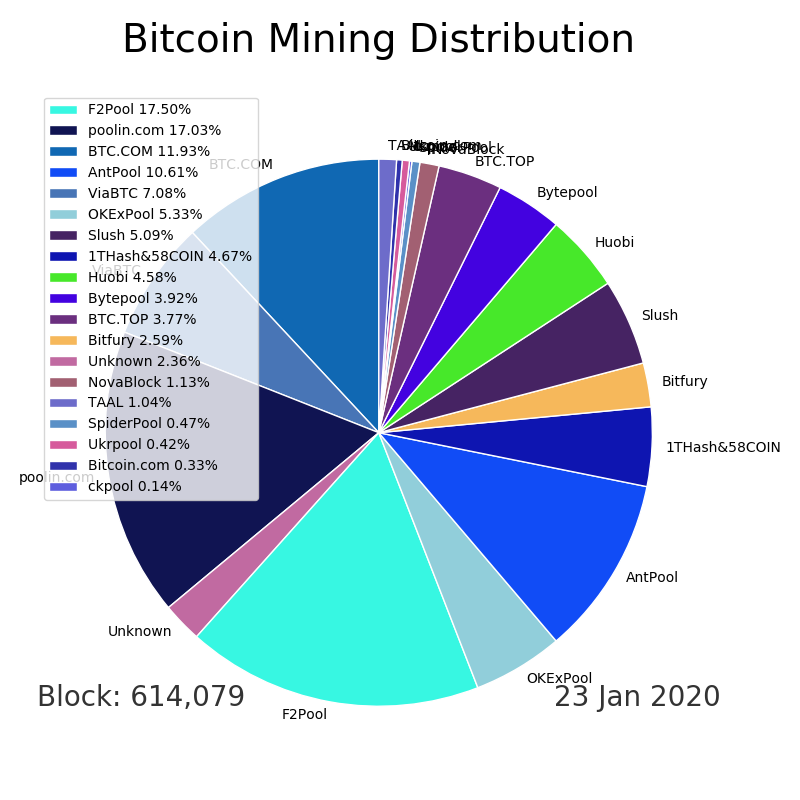 Bitcoin Mining Distribution
F2Pool 17.50%
poolin.com 17.03%
BTC.COM 11.93%
AntPool 10.61%
ViaBTC 7.08%
OKExPool 5.33%
Slush 5.09%
1THash&58COIN 4.67%
Huobi 4.58%
Bytepool 3.92%
BTC.TOP 3.77%
Bitfury 2.59%
Unknown 2.36%
NovaBlock 1.13%
TAAL 1.04%
SpiderPool 0.47%
Ukrpool 0.42%
Bitcoin.com 0.33%
ckpool 0.14%
NovaBlock
BTC.TOP
BTC.COM
Bytepool
Huobi
ViaBTC
Slush
Bitfury
1THash&58COIN
poolin.com
AntPool
Unknown
OKExPool
F2Pool
Block: 614,079
23 Jan 2020